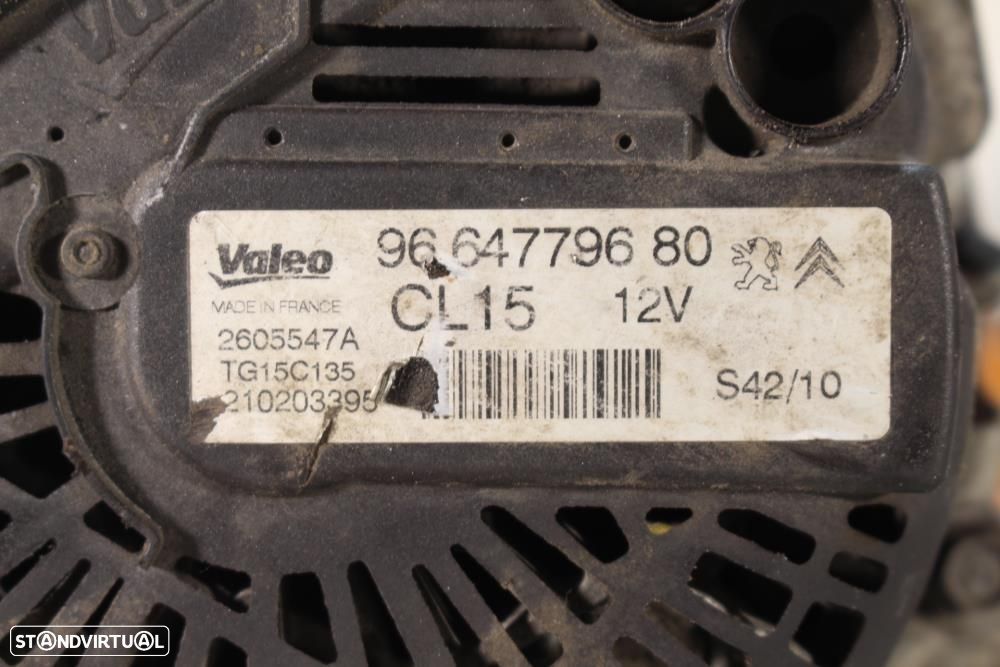 Valeo
96 647796 80
MADE IN FRANCE
CL15 12V
2605547A
TG15C135
210203395
S42/10
STANDVIRTUAL